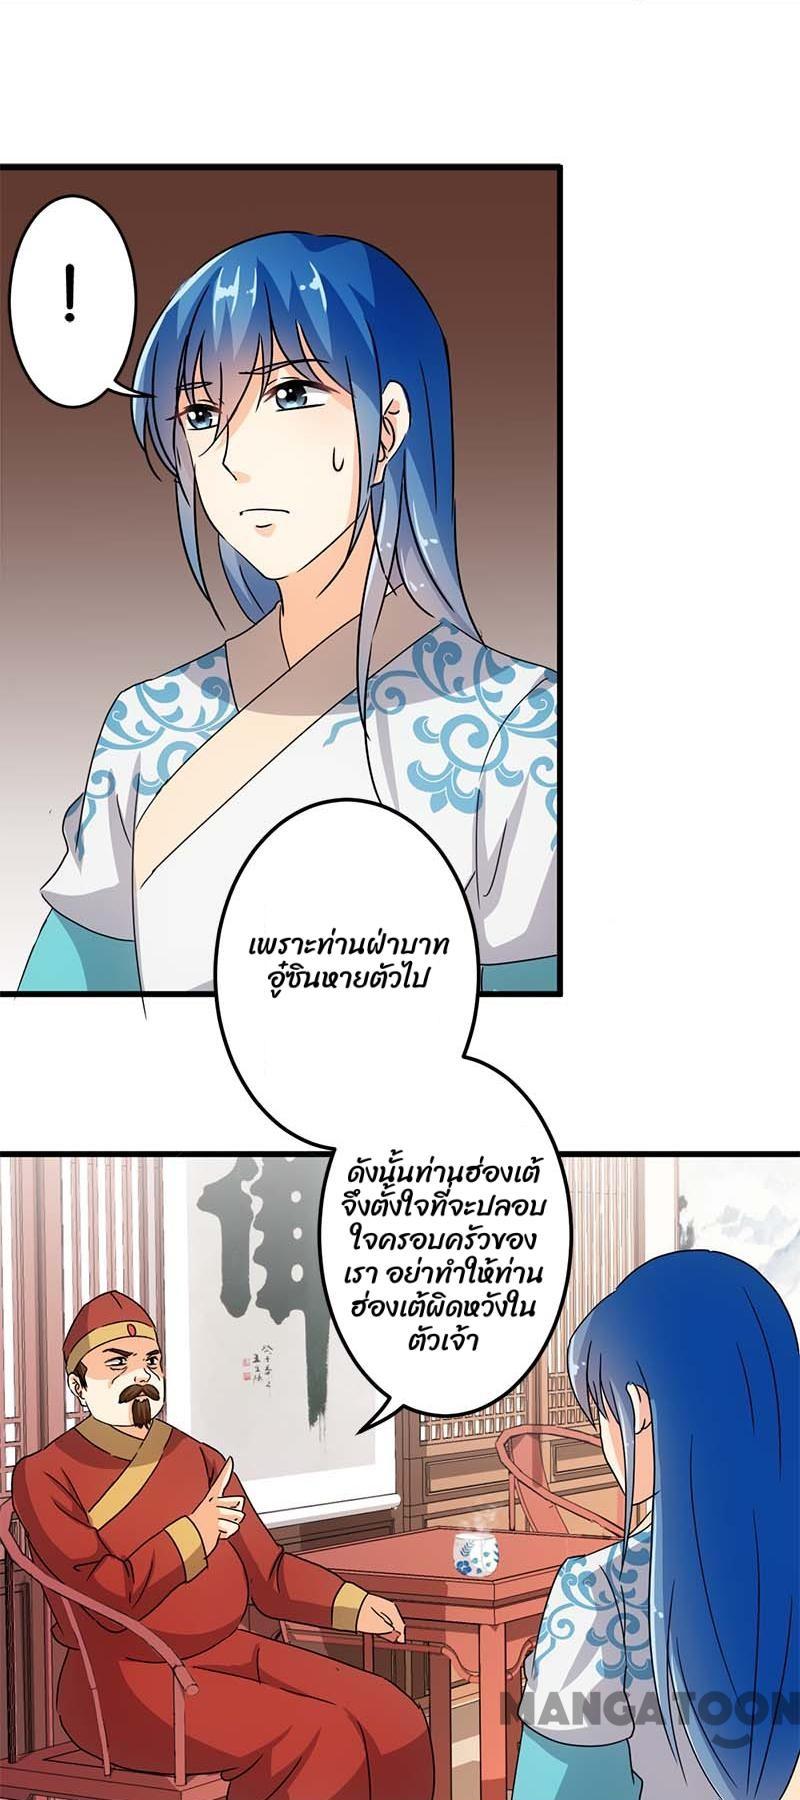 !
เพราะท่านฝ่าบาท
อู๋ซินหายตัวไป
ดังนั้นท่านฮ่องเต้
จึงตั้งใจที่จะปลอบ
ใจครอบครัวของ
เรา อย่าทำให้ท่าน
ฮ่องเต้ผิดหวังใน
ตัวเจ้า
MANGATOON